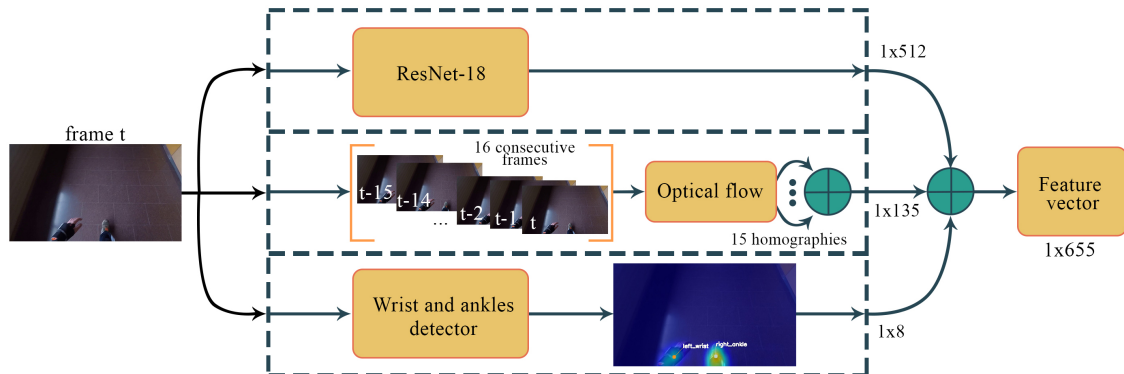 frame t
ResNet-18
1x512
16 consecutive
frames
t-15
t-14
...
t-2
t-1
t
Optical flow
15 homographies
1x135
Feature
vector
1x655
Wrist and ankles
detector
left_wrist
right_ankle
1x8